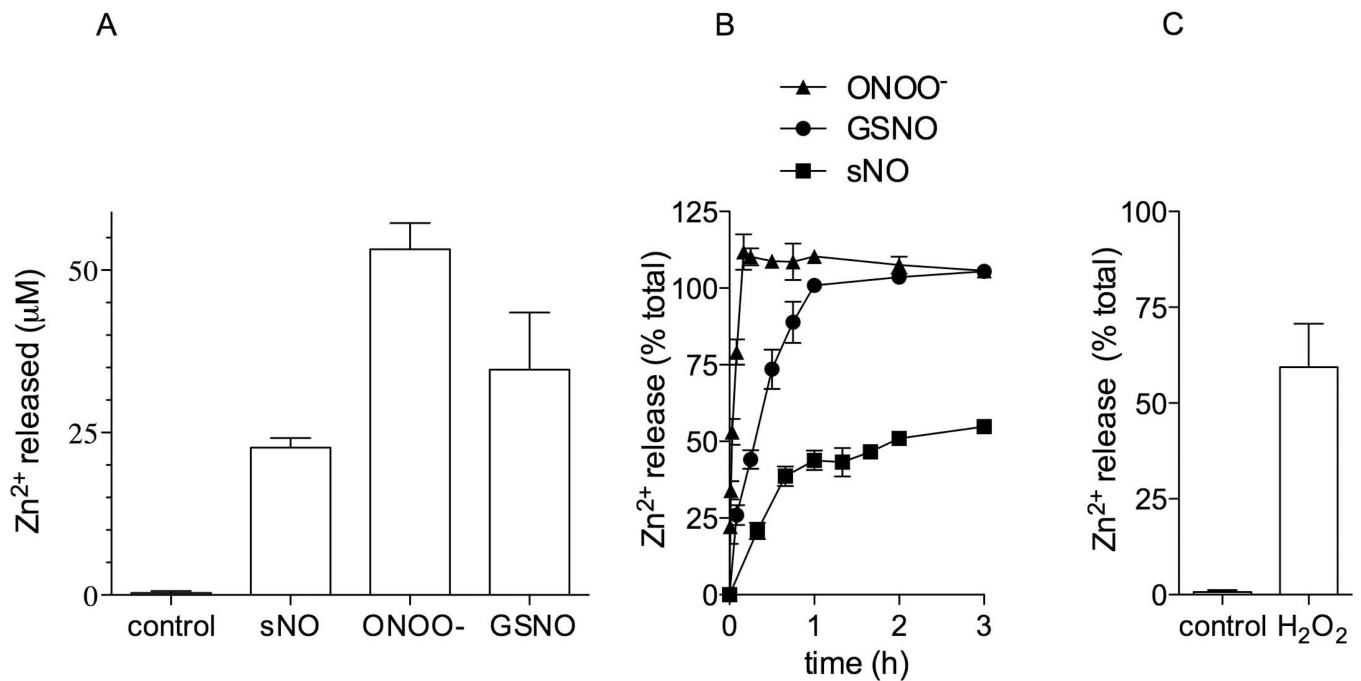 A
Zn²⁺ released (µM)
50
25
0
control
sNO
ONOO-
GSNO
B
ONOO⁻
GSNO
sNO
Zn²⁺ release (% total)
125
100
75
50
25
0
0
1
2
3
time (h)
C
Zn²⁺ release (% total)
100
75
50
25
0
control
H₂O₂